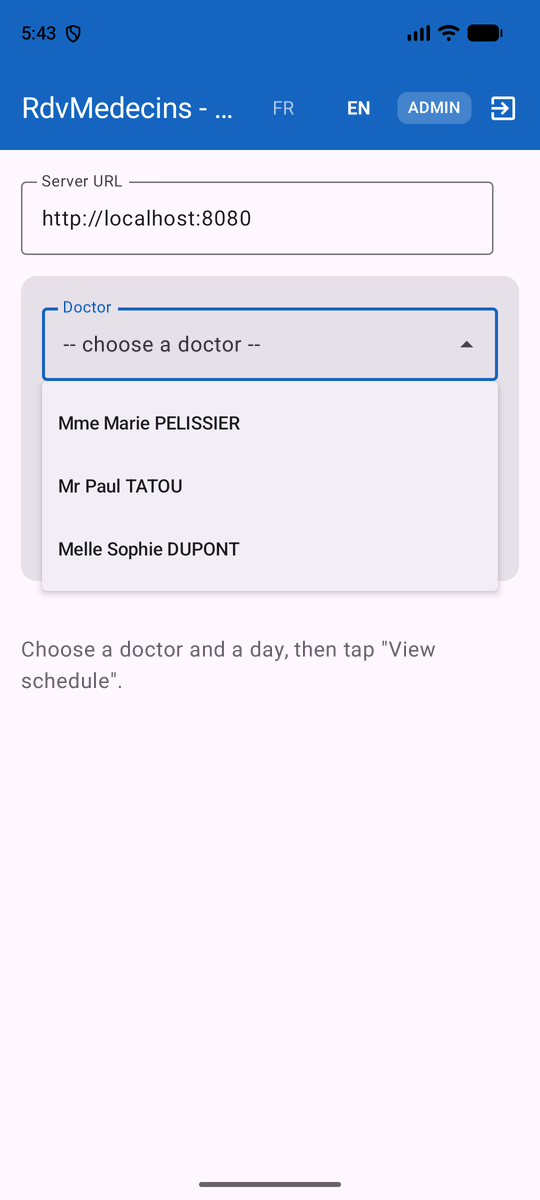 5:43
RdvMedecins - ...
FR
EN
ADMIN
Server URL
http://localhost:8080
Doctor
-- choose a doctor --
Mme Marie PELISSIER
Mr Paul TATOU
Melle Sophie DUPONT
Choose a doctor and a day, then tap "View
schedule".